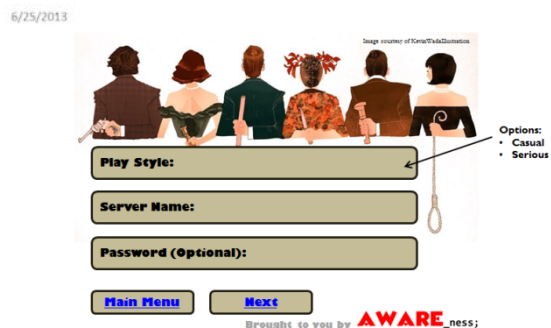 6/25/2013
Image courtesy of KevinWadaIllustration
Options:
• Casual
• Serious
Play Style:
Server Name:
Password (Optional):
Main Menu
Next
Brought to you by AWARE_ness;